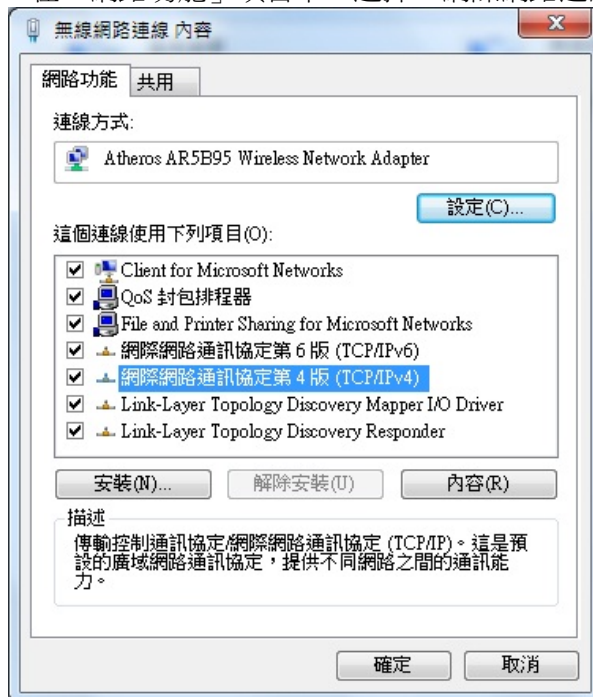 無線網路連線 內容
網路功能 共用
連線方式:
Atheros AR5B95 Wireless Network Adapter
設定(C)...
這個連線使用下列項目(O):
Client for Microsoft Networks
QoS 封包排程器
File and Printer Sharing for Microsoft Networks
網際網路通訊協定第 6 版 (TCP/IPv6)
網際網路通訊協定第 4 版 (TCP/IPv4)
Link-Layer Topology Discovery Mapper I/O Driver
Link-Layer Topology Discovery Responder
安裝(N)... 解除安裝(U) 內容(R)
描述
傳輸控制通訊協定/網際網路通訊協定 (TCP/IP)。這是預
設的廣域網路通訊協定，提供不同網路之間的通訊能
力。
確定 取消